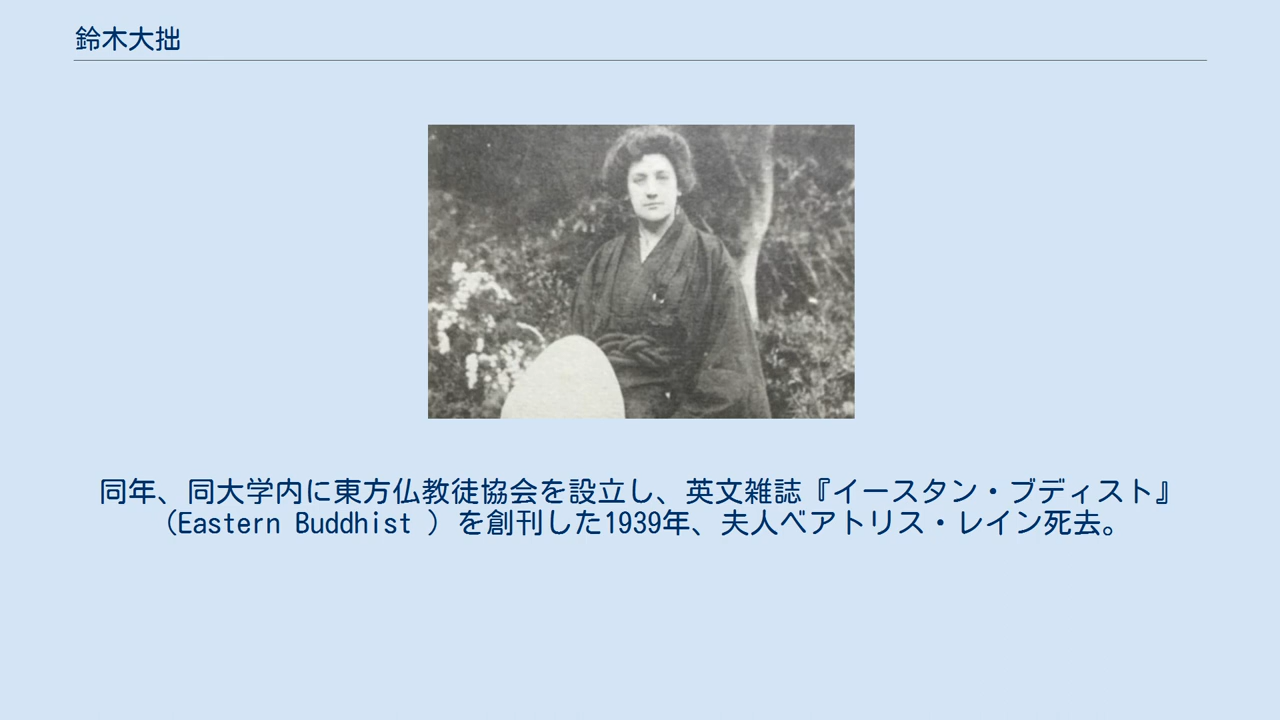 鈴木大拙
同年、同大学内に東方仏教徒協会を設立し、英文雑誌『イースタン・ブディスト』
（Eastern Buddhist ）を創刊した1939年、夫人ベアトリス・レイン死去。